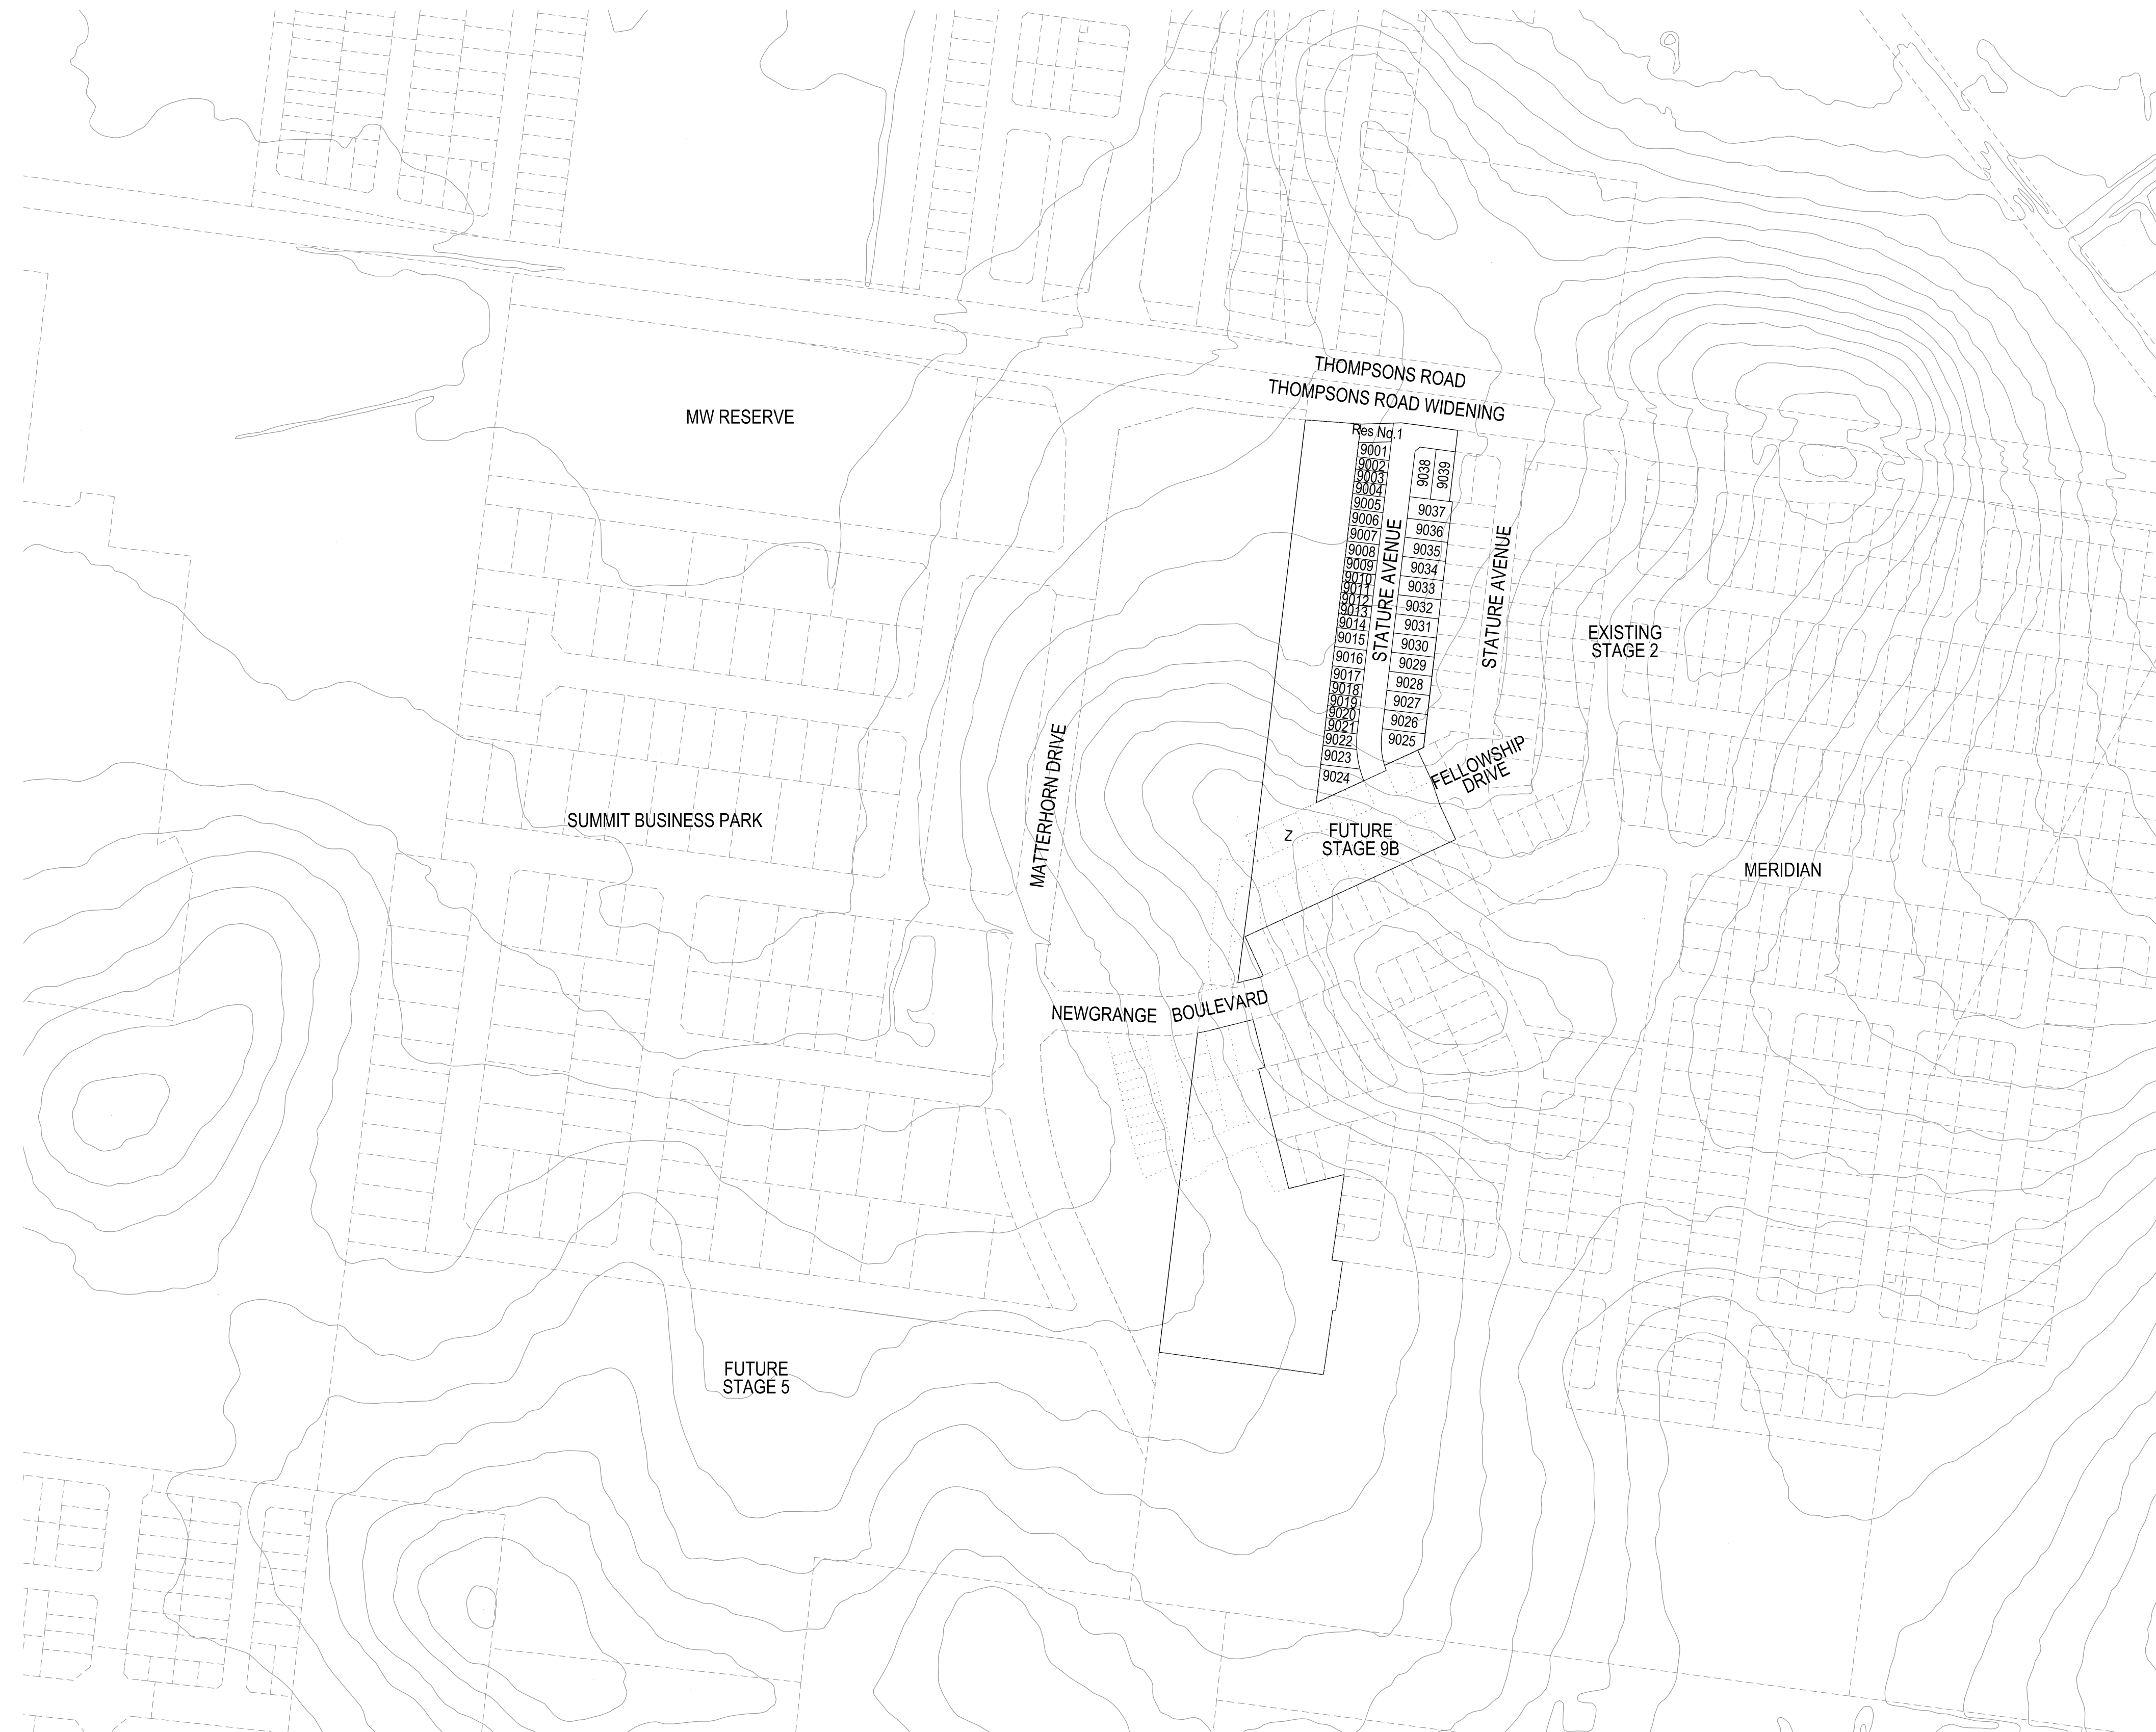 THOMPSONS ROAD
THOMPSONS ROAD WIDENING
MW RESERVE
Res No.1
9001
9002
9003
9004
9005
9006
9007
9008
9009
9010
9011
9012
9013
9014
9015
9016
9017
9018
9019
9020
9021
9022
9023
9024
STATURE AVENUE
9038
9039
9037
9036
9035
9034
9033
9032
9031
9030
9029
9028
9027
9026
9025
STATURE AVENUE
EXISTING
STAGE 2
FELLOWSHIP
DRIVE
MATTERHORN DRIVE
SUMMIT BUSINESS PARK
Z
FUTURE
STAGE 9B
MERIDIAN
NEWGRANGE BOULEVARD
FUTURE
STAGE 5